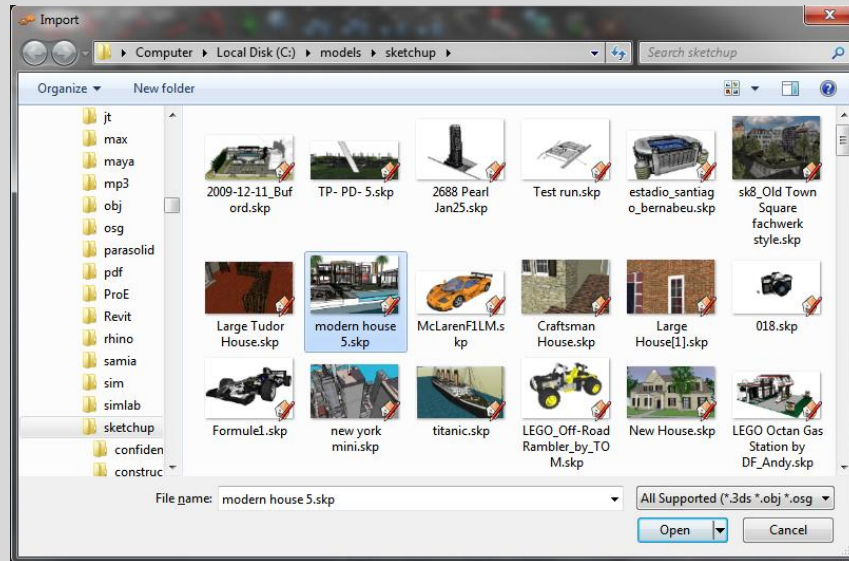 Import
Computer ▸ Local Disk (C:) ▸ models ▸ sketchup ▸
Search sketchup
Organize
New folder
jt
max
maya
mp3
obj
osg
parasolid
pdf
ProE
Revit
rhino
samia
sim
simlab
sketchup
confiden
construc
2009-12-11_Buf
ord.skp
TP- PD- 5.skp
2688 Pearl
Jan25.skp
Test run.skp
estadio_santiag
o_bernabeu.skp
sk8_Old Town
Square
fachwerk
style.skp
Large Tudor
House.skp
modern house
5.skp
McLarenF1LM.s
kp
Craftsman
House.skp
Large
House[1].skp
018.skp
Formule1.skp
new york
mini.skp
titanic.skp
LEGO_Off-Road
Rambler_by_TO
M.skp
New House.skp
LEGO Octan Gas
Station by
DF_Andy.skp
File name: modern house 5.skp
All Supported (*.3ds *.obj *.osg
Open
Cancel